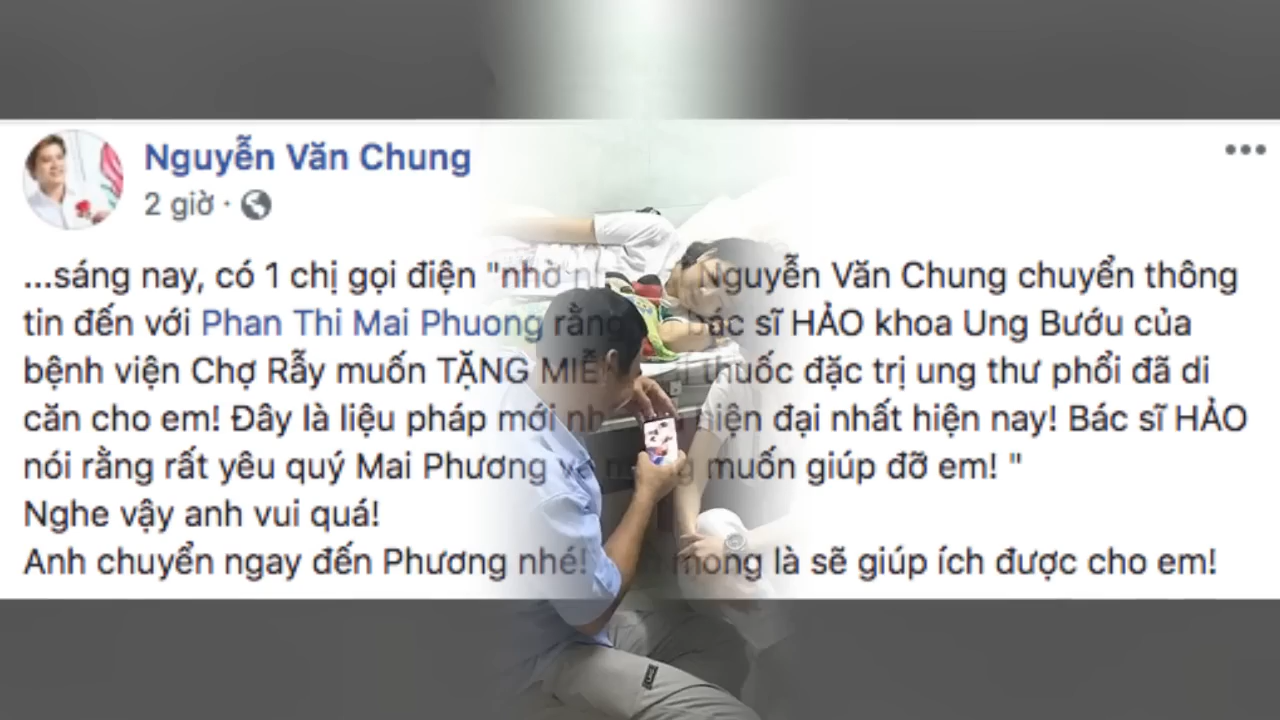 Nguyễn Văn Chung
2 giờ ·
...sáng nay, có 1 chị gọi điện "nhờ Nguyễn Văn Chung chuyển thông
tin đến với Phan Thi Mai Phuong rằng bác sĩ HẢO khoa Ung Bướu của
bệnh viện Chợ Rẫy muốn TẶNG thuốc đặc trị ung thư phổi đã di
căn cho em! Đây là liệu pháp mới hiện đại nhất hiện nay! Bác sĩ HẢO
nói rằng rất yêu quý Mai Phương muốn giúp đỡ em! "
Nghe vậy anh vui quá!
Anh chuyển ngay đến Phương nhé! mong là sẽ giúp ích được cho em!